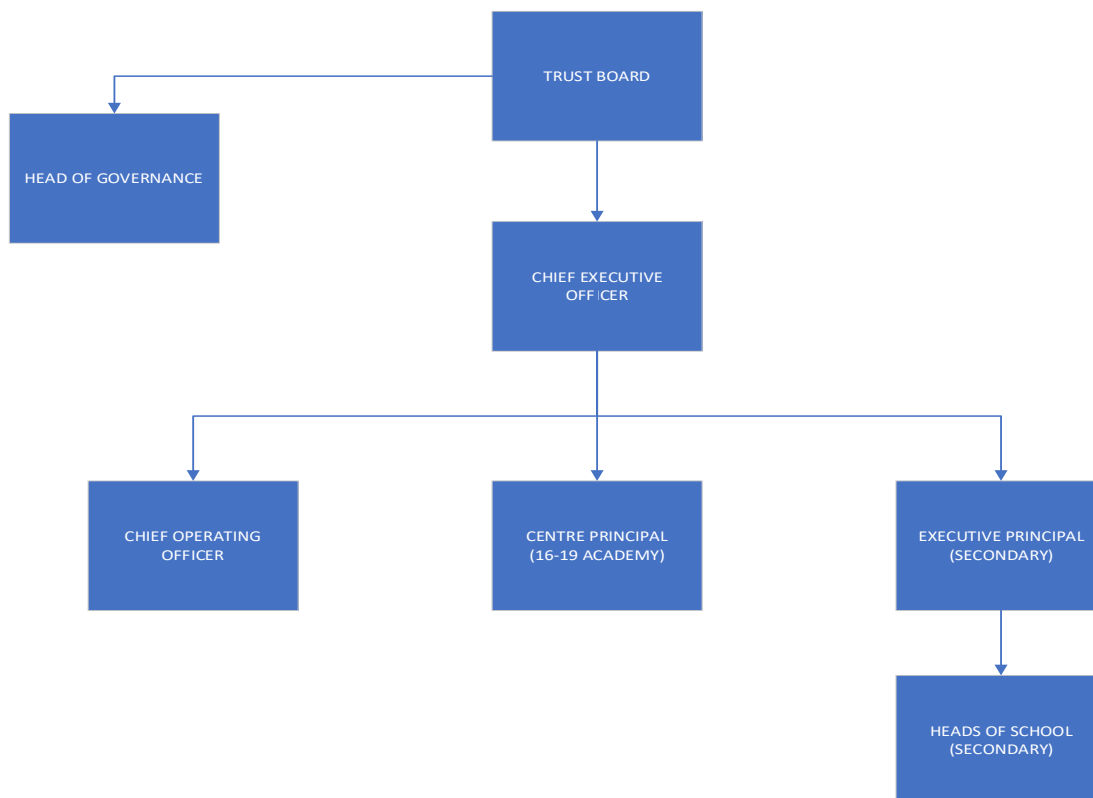 TRUST BOARD
HEAD OF GOVERNANCE
CHIEF EXECUTIVE
OFFICER
CHIEF OPERATING
OFFICER
CENTRE PRINCIPAL
(16-19 ACADEMY)
EXECUTIVE PRINCIPAL
(SECONDARY)
HEADS OF SCHOOL
(SECONDARY)